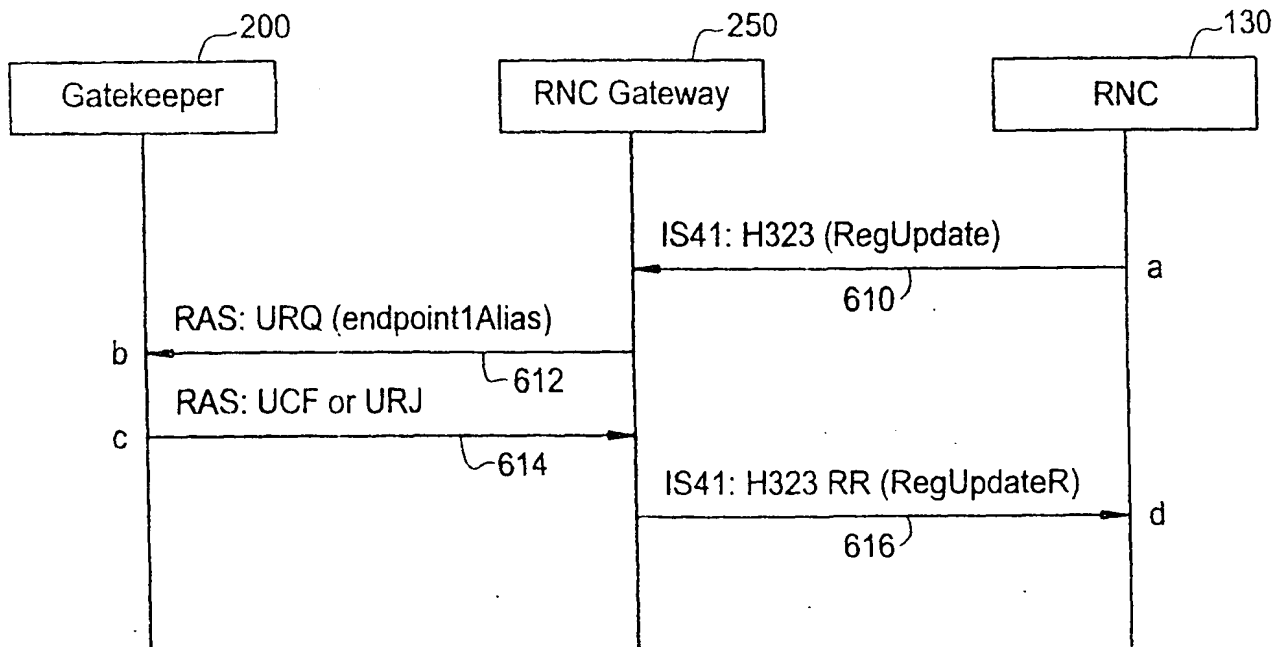 200
250
130
Gatekeeper
RNC Gateway
RNC
IS41: H323 (RegUpdate)
a
610
RAS: URQ (endpoint1Alias)
b
612
RAS: UCF or URJ
c
614
IS41: H323 RR (RegUpdateR)
d
616